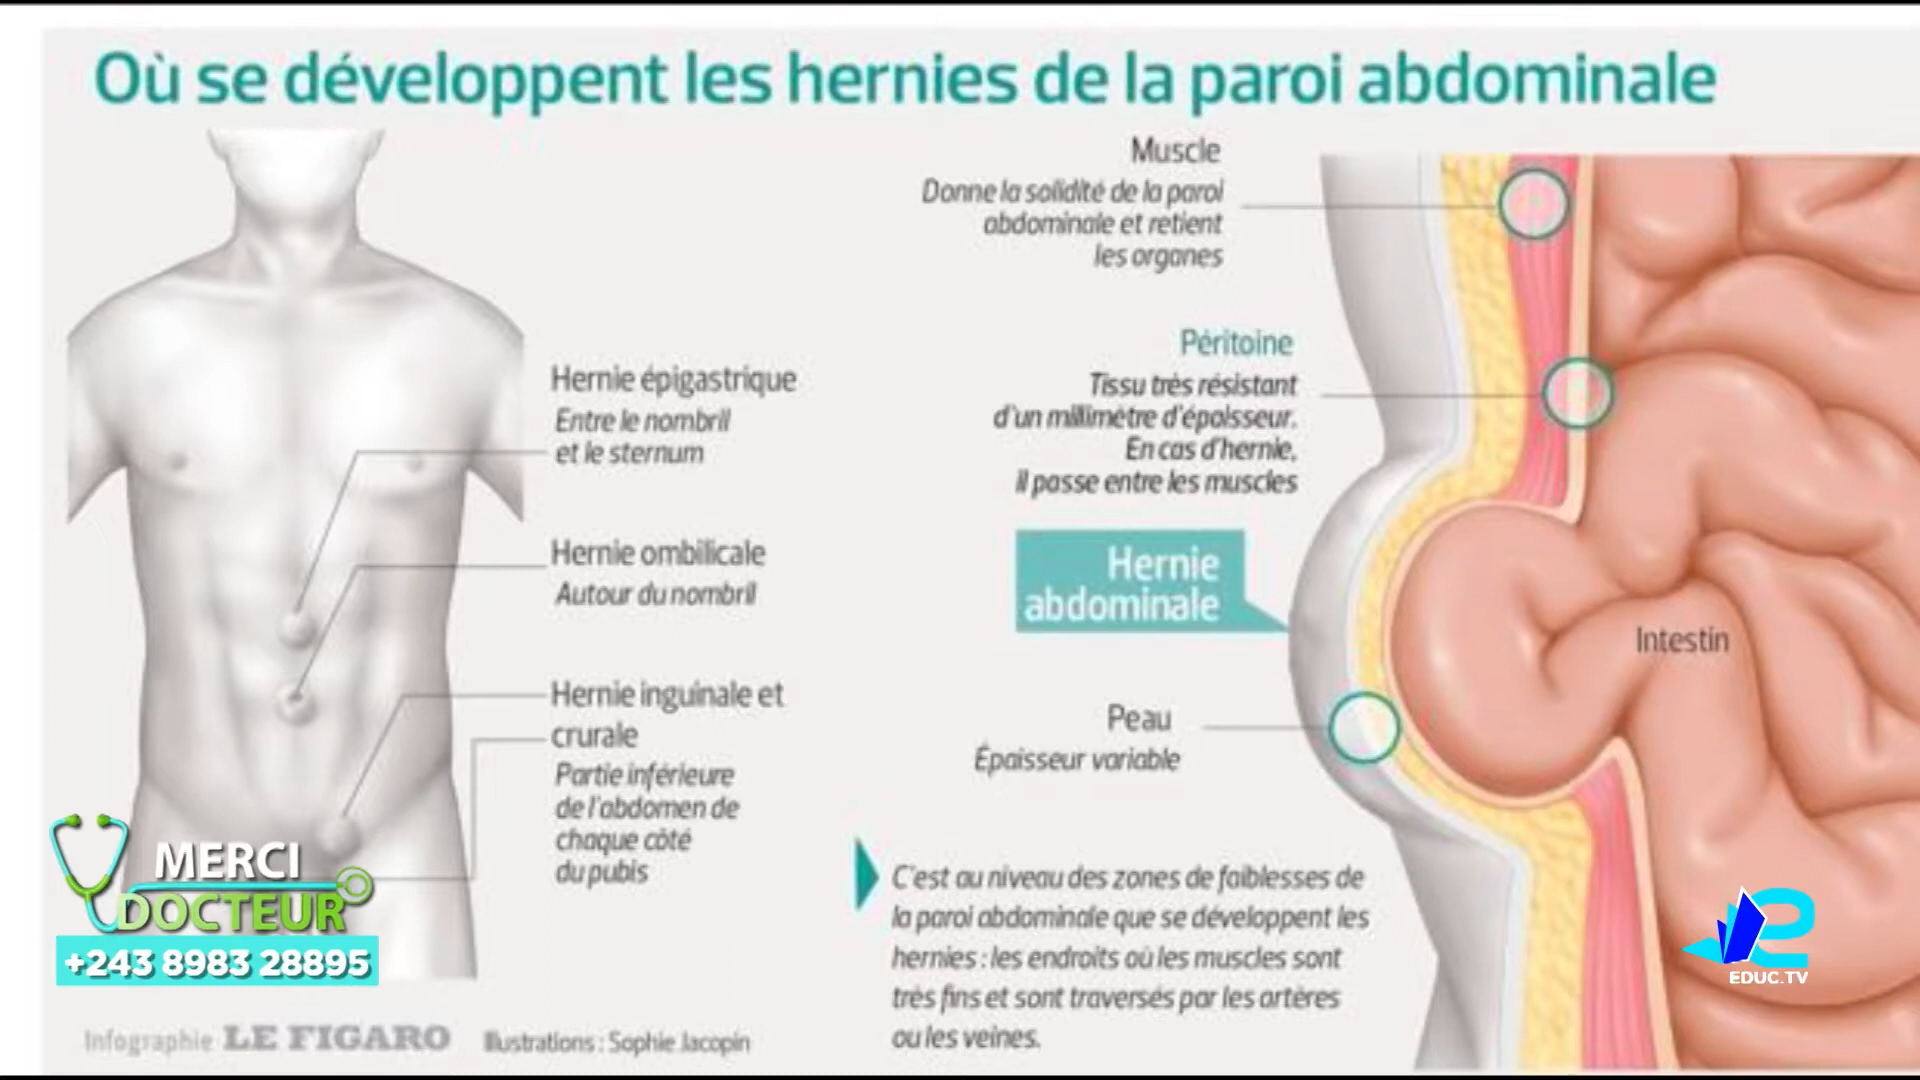 Où se développent les hernies de la paroi abdominale
Hernie épigastrique
Entre le nombril
et le sternum
Hernie ombilicale
Autour du nombril
Hernie inguinale et
crurale
Partie inférieure
de l'abdomen de
chaque côté
du pubis
Muscle
Donne la solidité de la paroi
abdominale et retient
les organes
Péritoine
Tissu très résistant
d'un millimètre d'épaisseur.
En cas d'hernie,
il passe entre les muscles
Hernie
abdominale
Intestin
Peau
Épaisseur variable
C'est au niveau des zones de faiblesses de
la paroi abdominale que se développent les
hernies : les endroits où les muscles sont
très fins et sont traversés par les artères
ou les veines.
MERCI
DOCTEUR
+243 8983 28895
EDUC.TV
Infographie LE FIGARO
Illustrations : Sophie Jacopin